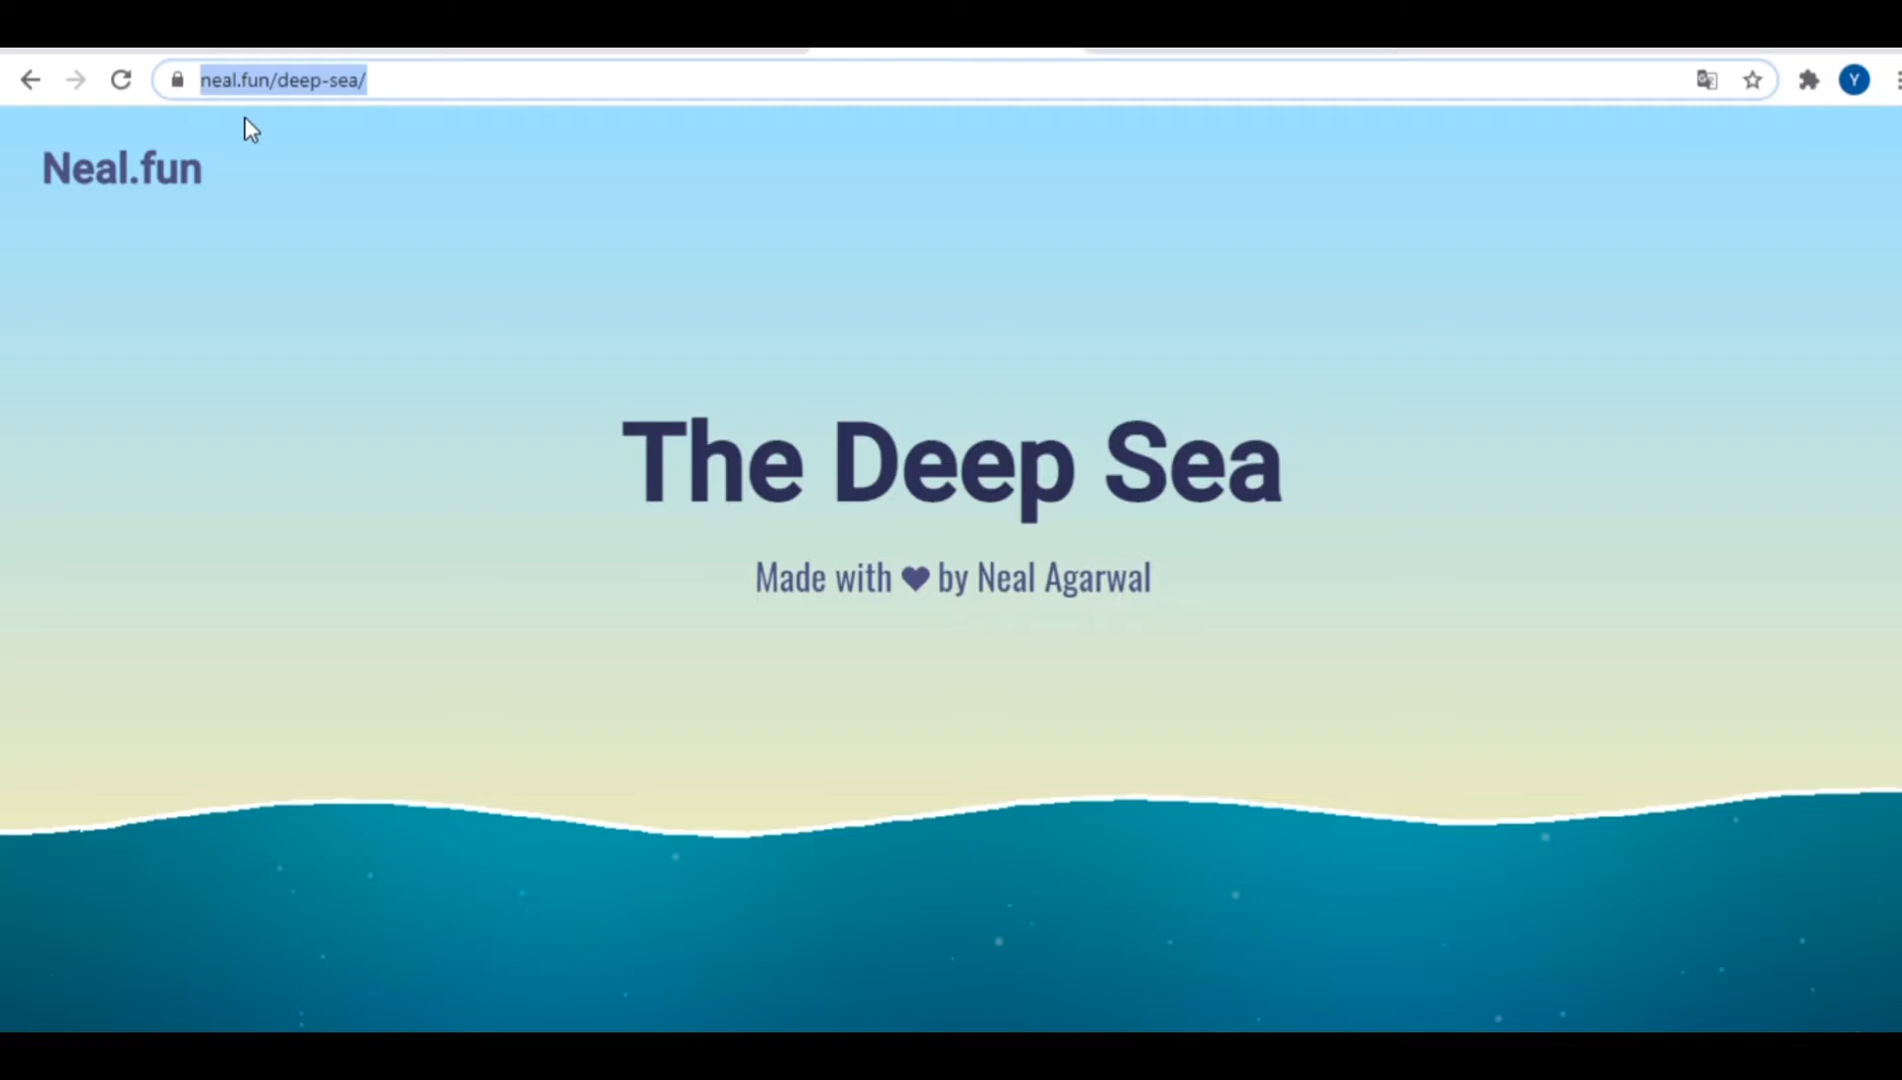 neal.fun/deep-sea/
Y
Neal.fun
The Deep Sea
Made with ♥ by Neal Agarwal